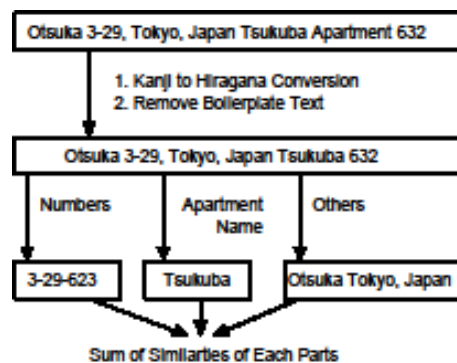 Otsuka 3-29, Tokyo, Japan Tsukuba Apartment 632
1. Kanji to Hiragana Conversion
2. Remove Boilerplate Text
Otsuka 3-29, Tokyo, Japan Tsukuba 632
Numbers
Apartment
Name
Others
3-29-623
Tsukuba
Otsuka Tokyo, Japan
Sum of Similarties of Each Parts